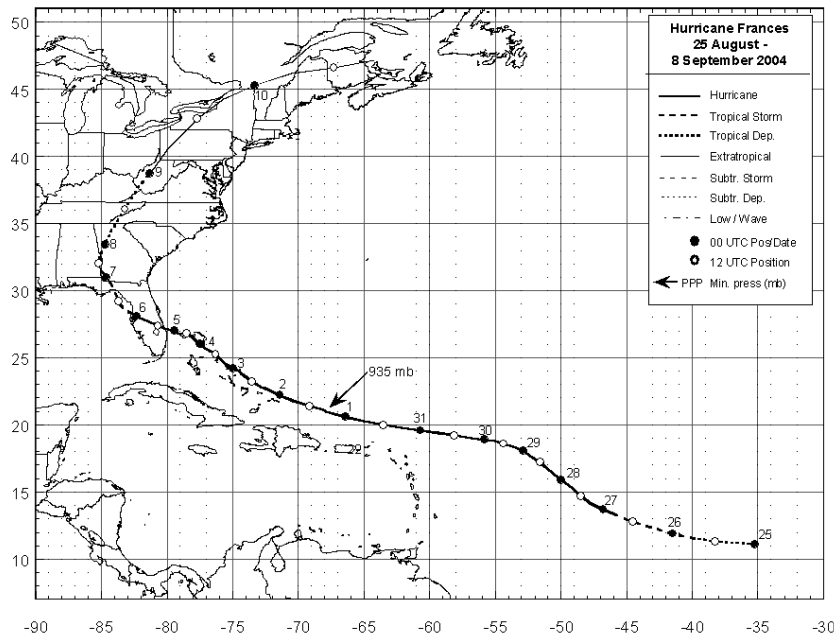 50
45
40
35
30
25
20
15
10
-90 -85 -80 -75 -70 -65 -60 -55 -50 -45 -40 -35 -30
Hurricane Frances
25 August -
8 September 2004
Hurricane
Tropical Storm
Tropical Dep.
Extratropical
Subtr. Storm
Subtr. Dep.
Low / Wave
00 UTC Pos/Date
12 UTC Position
PPP Min. press (mb)
10
9
8
7
6
5
4
3
2
935 mb
1
31
30
29
28
27
26
25